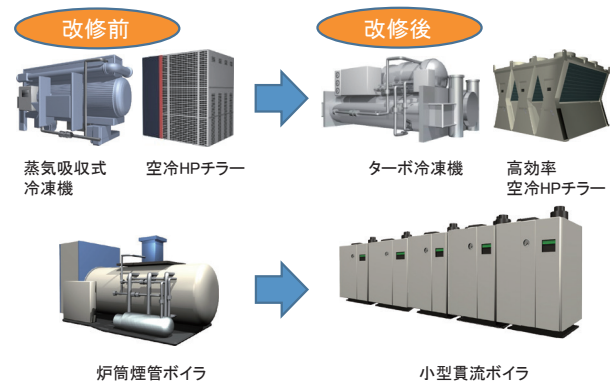 改修前
改修後
蒸気吸収式
冷凍機
空冷HPチラー
ターボ冷凍機
高効率
空冷HPチラー
炉筒煙管ボイラ
小型貫流ボイラ